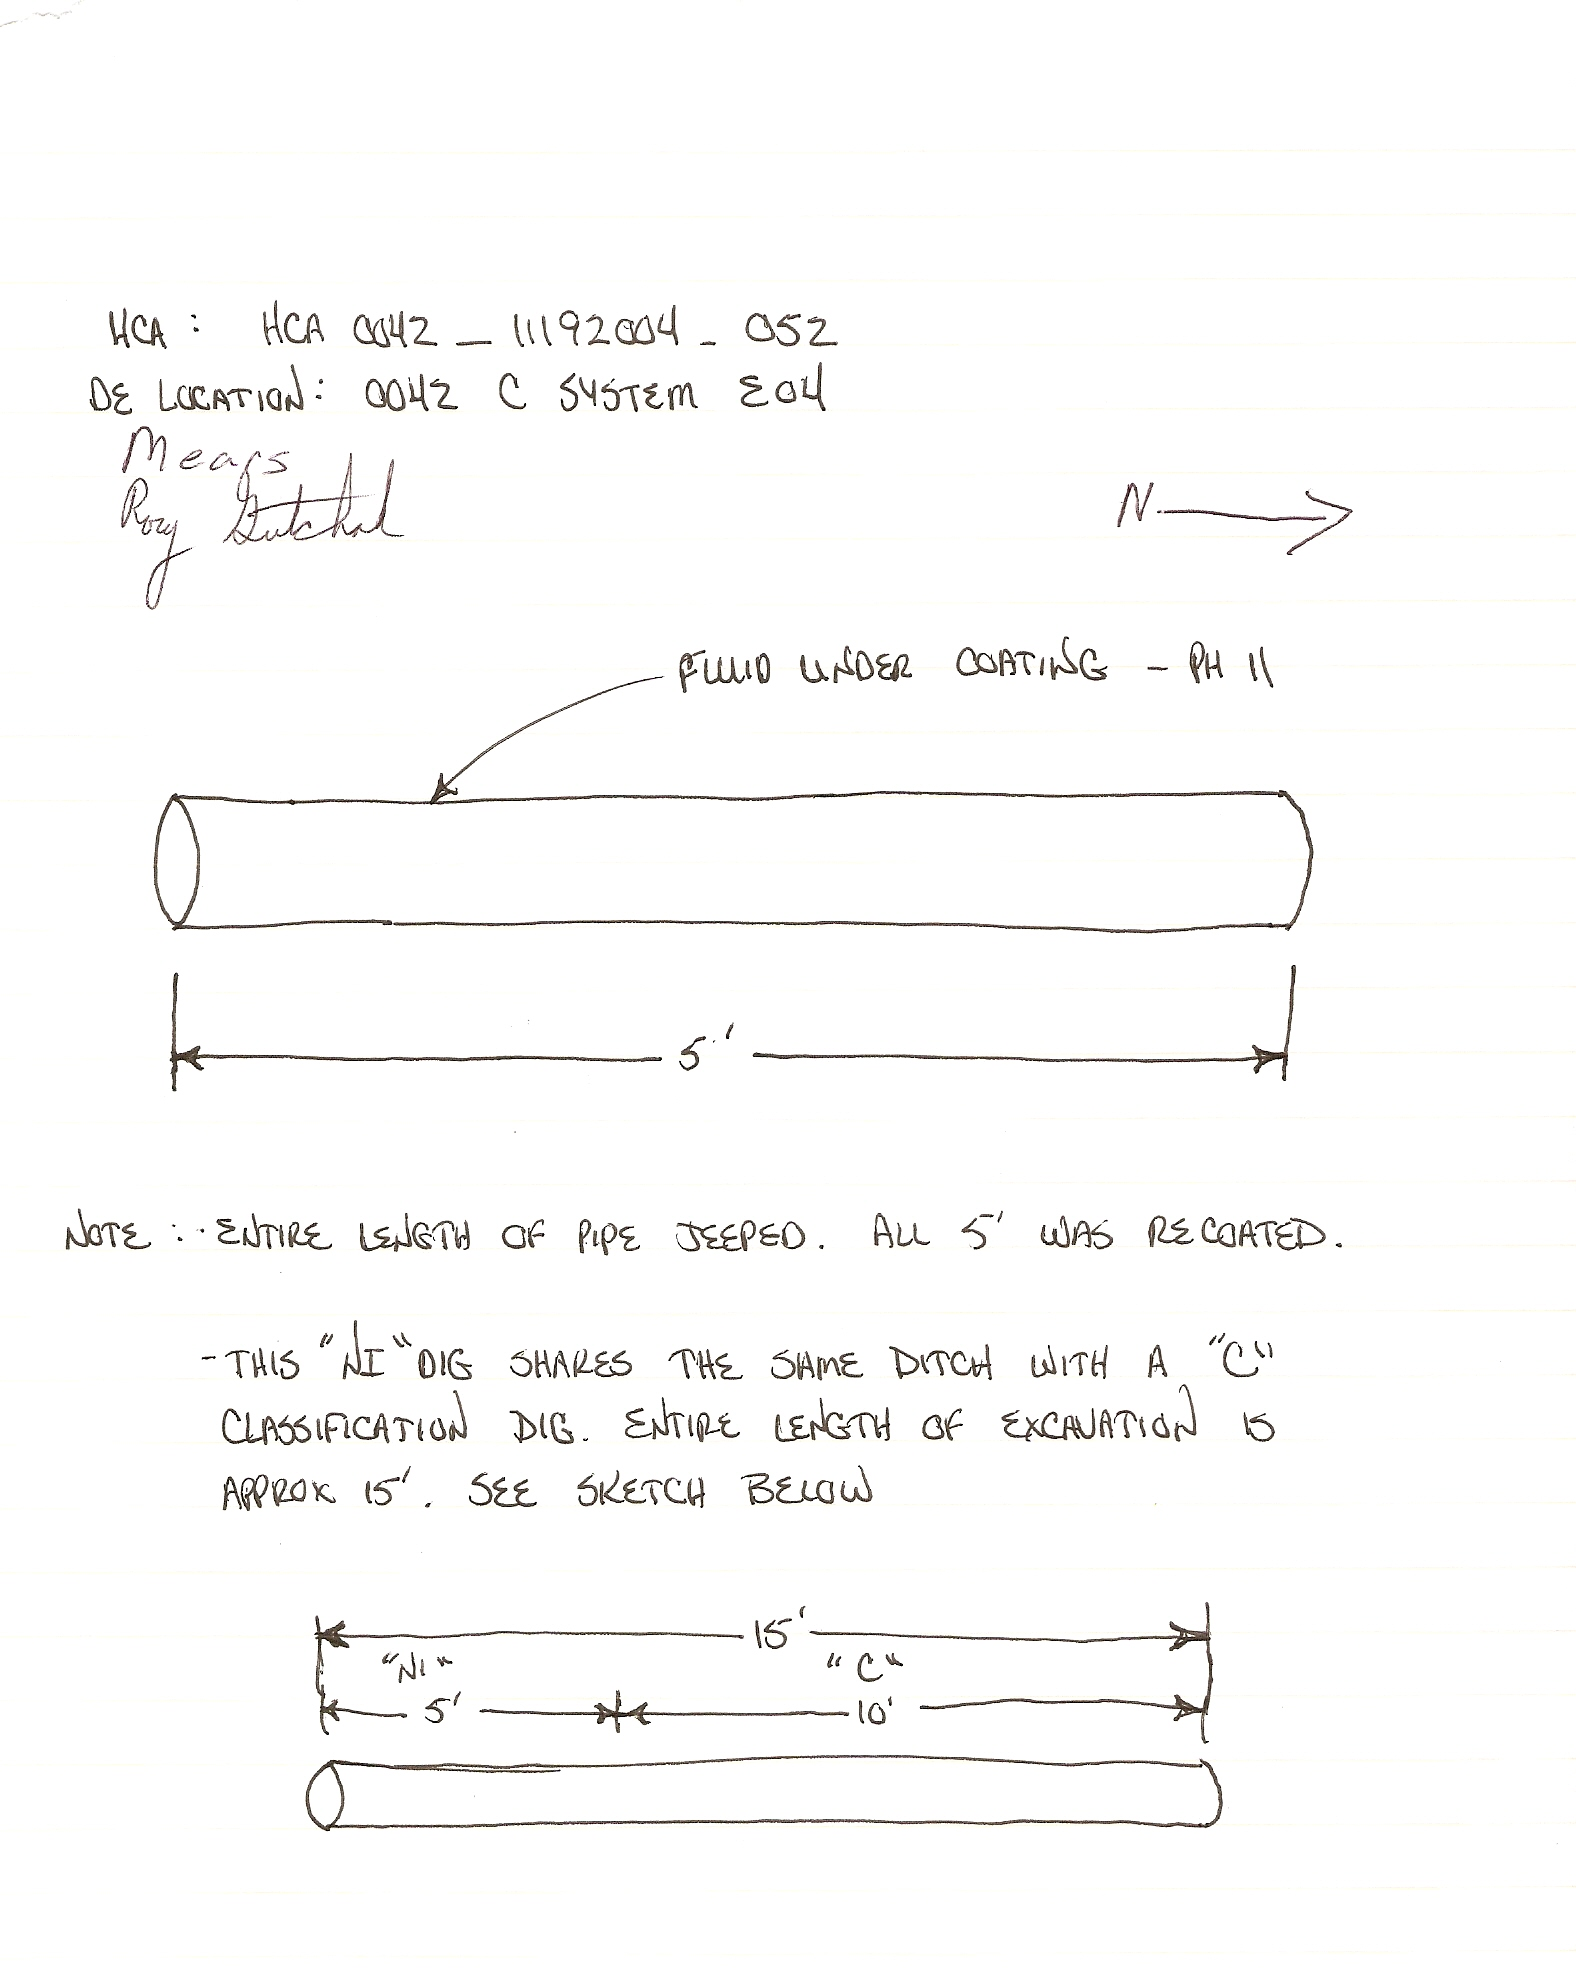 HCA : HCA 0042 _ 11192004 _ 052
DE LOCATION: 0042 C SYSTEM E04
Mears
Rory
N
FLUID UNDER COATING - PH 11
5'
NOTE : · ENTIRE LENGTH OF PIPE JEEPED. ALL 5' WAS RECOATED.
- THIS "NI" DIG SHARES THE SAME DITCH WITH A "C"
CLASSIFICATION DIG. ENTIRE LENGTH OF EXCAVATION IS
APPROX 15'. SEE SKETCH BELOW
15'
"NI" "C"
5' 10'